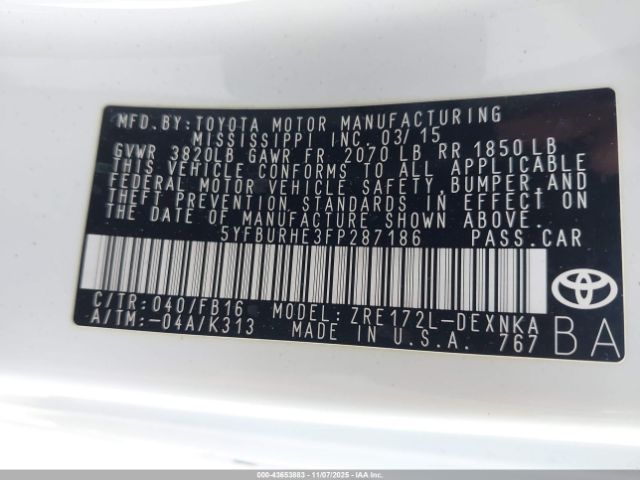 MFD.BY:TOYOTA MOTOR MANUFACTURING
MISSISSIPPI INC.03/15
GVWR 3820LB GAWR FR 2070 LB RR 1850 LB
THIS VEHICLE CONFORMS TO ALL APPLICABLE
FEDERAL MOTOR VEHICLE SAFETY,BUMPER,AND
THEFT PREVENTION STANDARDS IN EFFECT ON
THE DATE OF MANUFACTURE SHOWN ABOVE.
5YFBURHE3FP287186 PASS.CAR
C/TR:040/FB16 MODEL:ZRE172L-DEXNKA
A/TM:-04A/K313 MADE IN U.S.A. 767
TOYOTA
BA
000-43653883 - 11/07/2025 - IAA Inc.